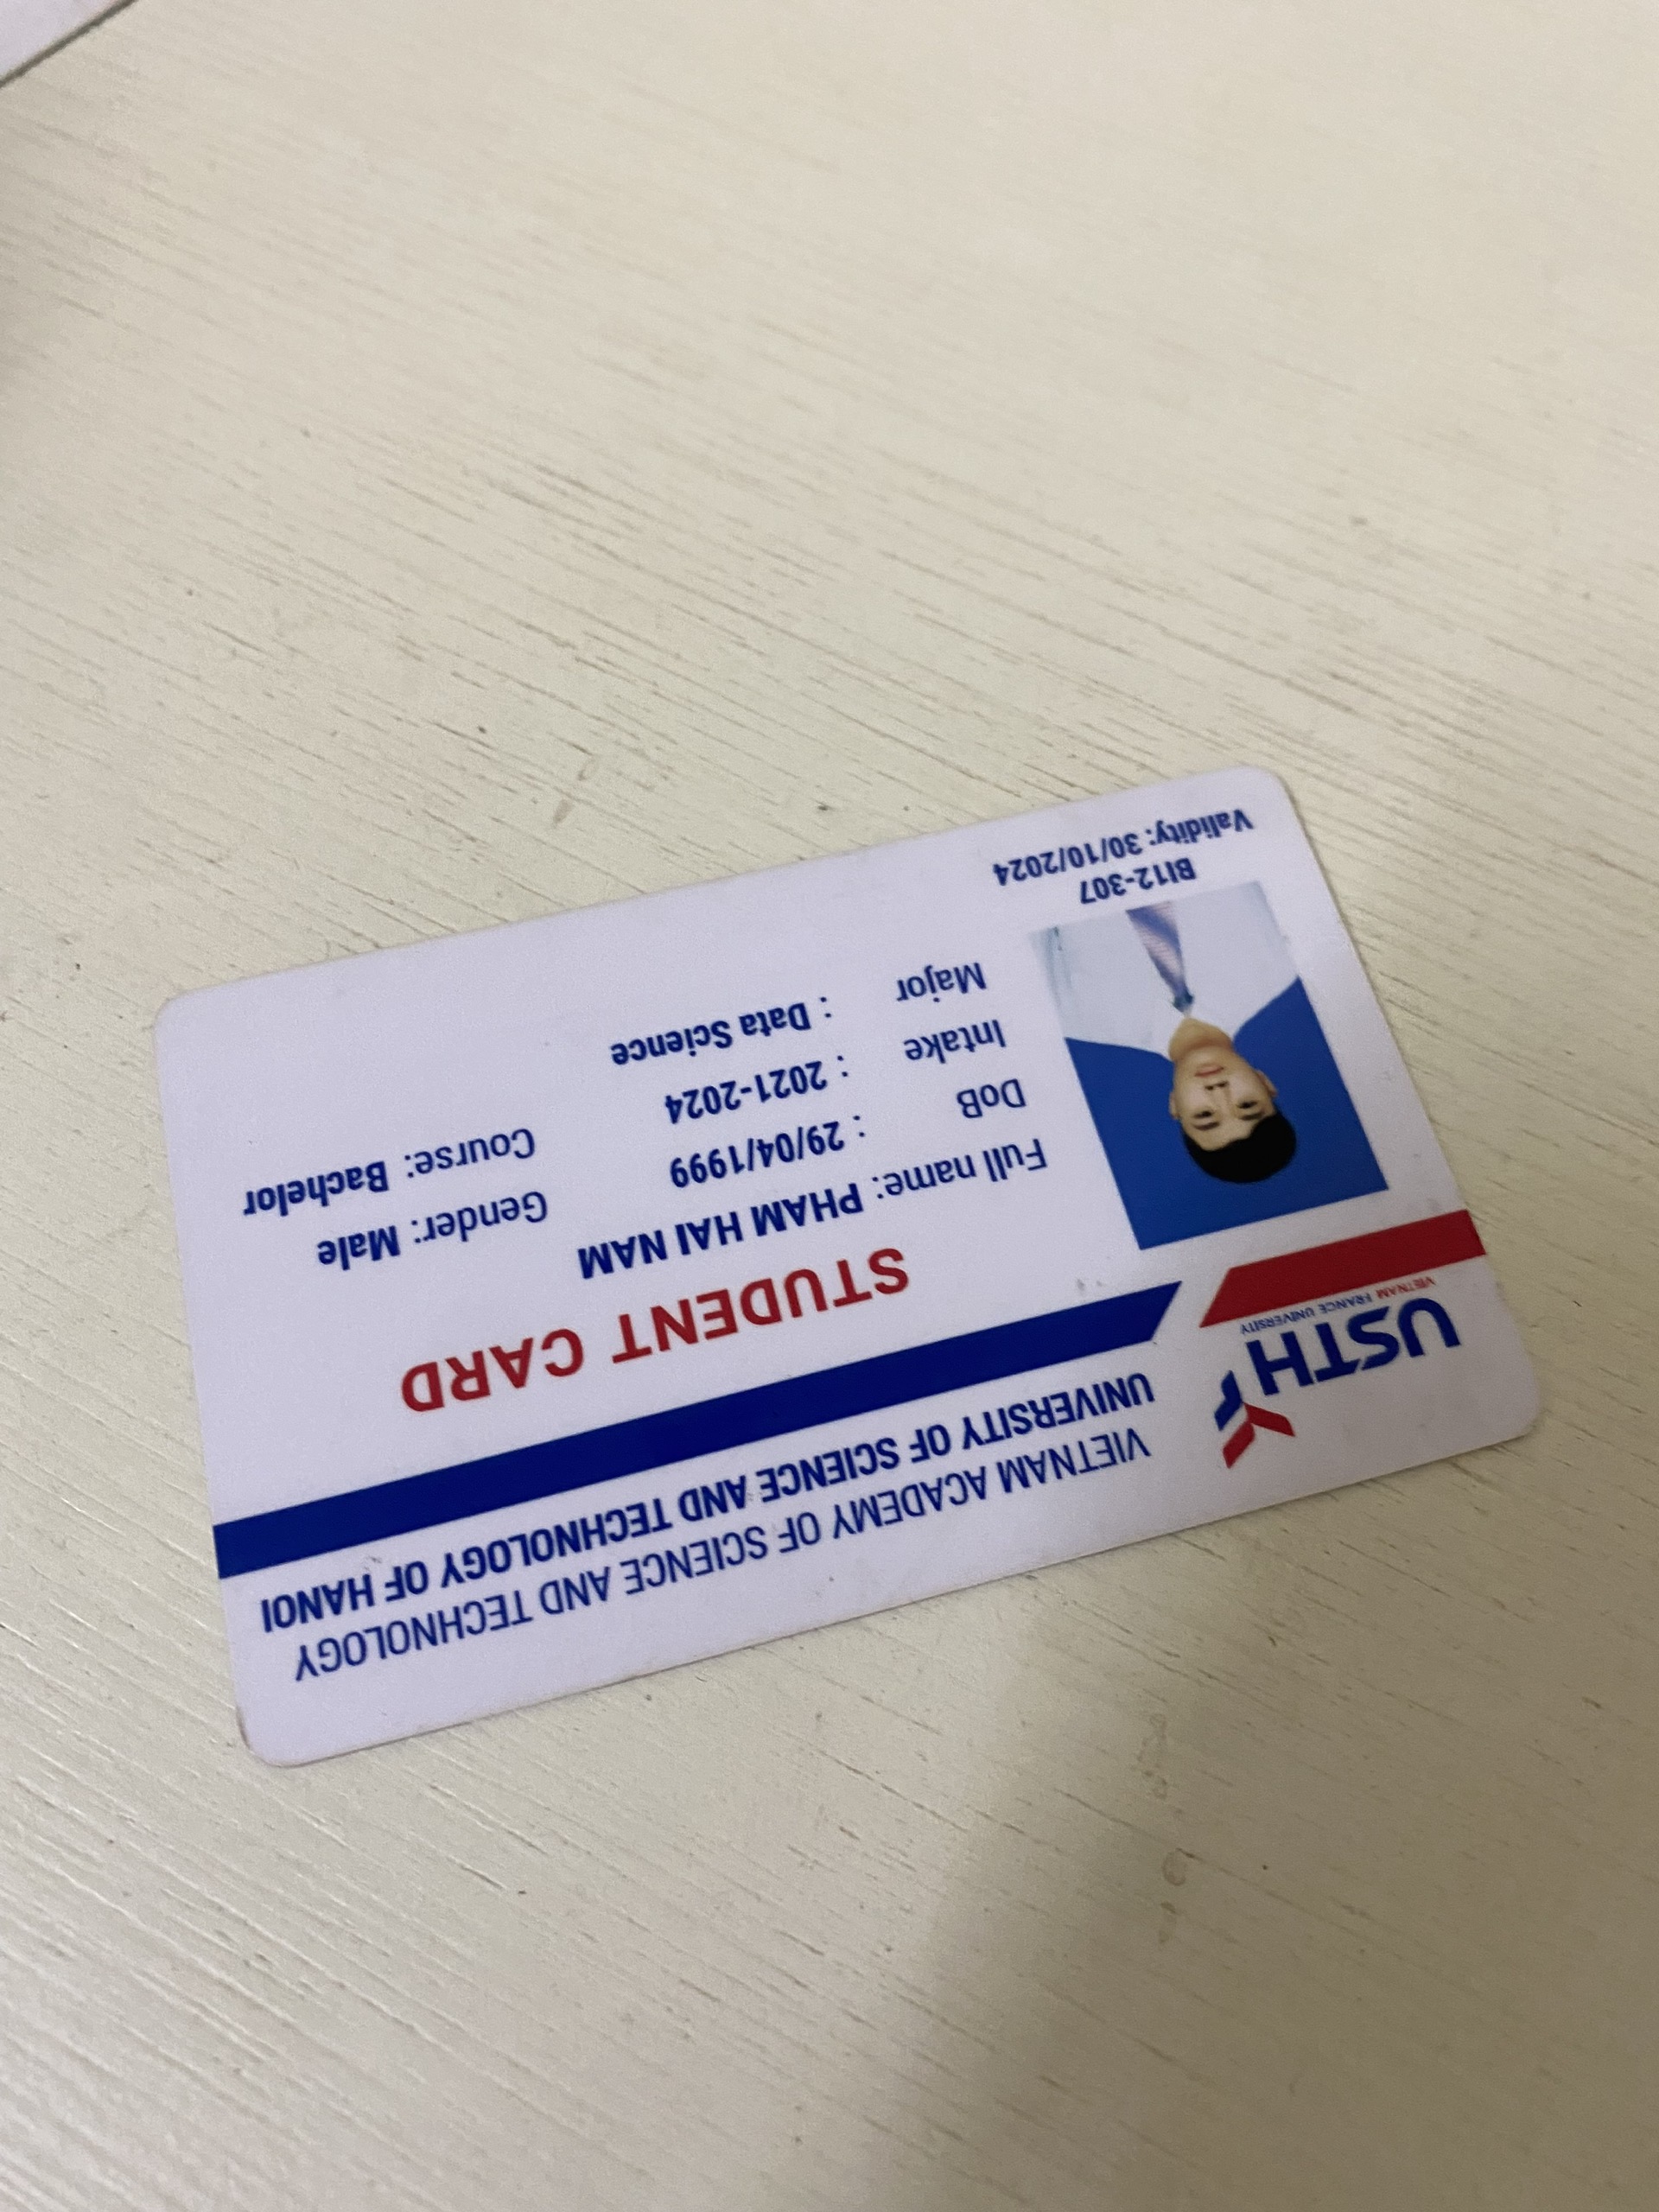 VIETNAM ACADEMY OF SCIENCE AND TECHNOLOGY
UNIVERSITY OF SCIENCE AND TECHNOLOGY OF HANOI
USTH
VIETNAM FRANCE UNIVERSITY
STUDENT CARD
Full name: PHAM HAI NAM
DoB : 29/04/1999 Gender: Male
Intake : 2021-2024 Course: Bachelor
Major : Data Science
BI12-307
Validity: 30/10/2024